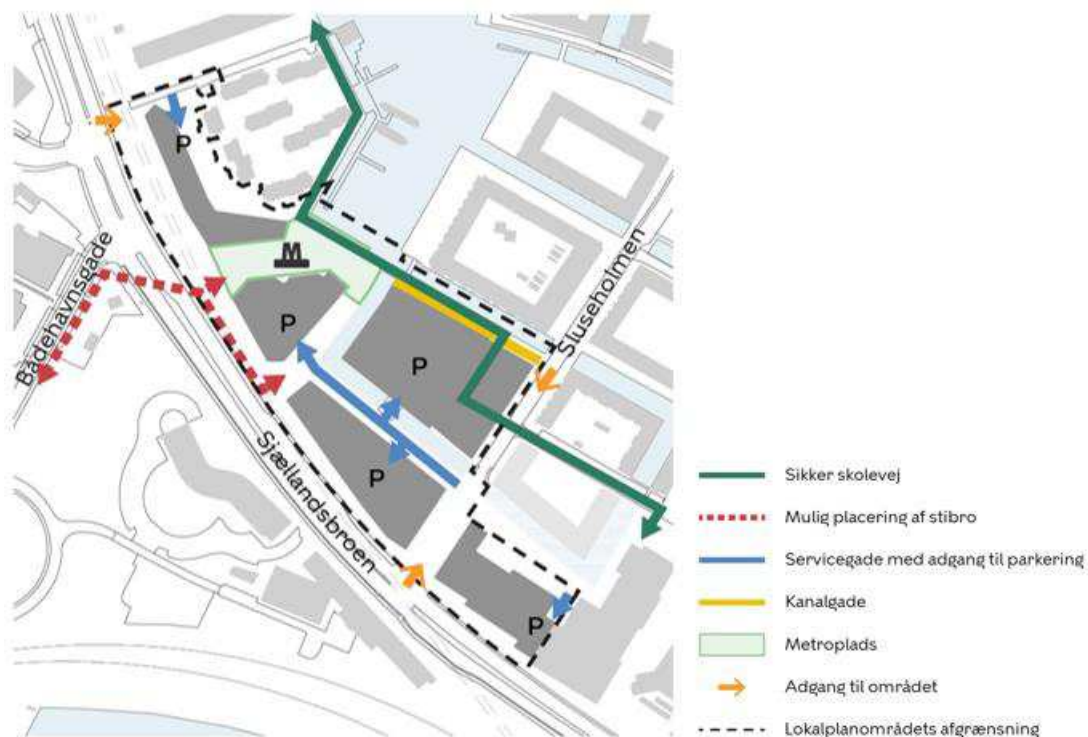 P
M
Bådehavnsgade
Sluseholmen
P
P
Sjællandsbroen
P
P
Sikker skolevej
Mulig placering af stibro
Servicegade med adgang til parkering
Kanalgade
Metroplads
Adgang til området
Lokalplanområdets afgrænsning